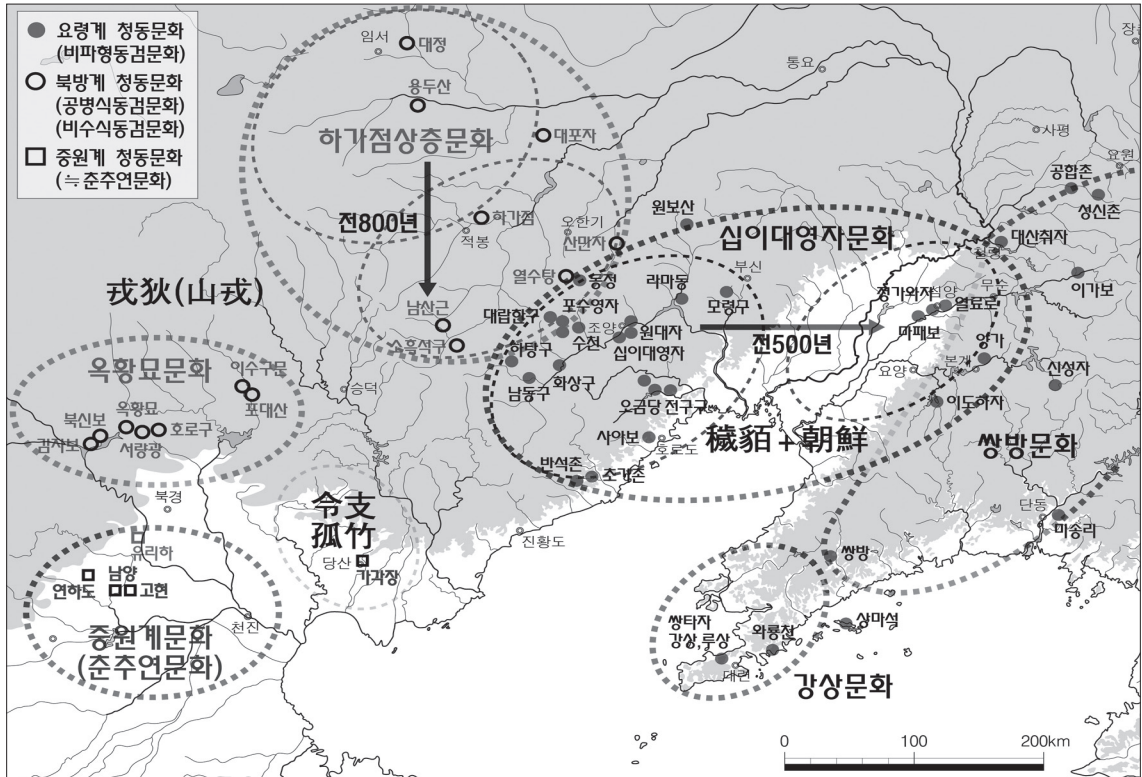 요령계 청동문화
(비파형동검문화)
북방계 청동문화
(공병식동검문화)
(비수식동검문화)
중원계 청동문화
(≒춘추연문화)
임서
대정
용두산
하가점상층문화
대포자
통요
사평
요원
공합촌
성신촌
전800년
하가점
적봉
오한기
산만자
원보산
십이대영자문화
대산취자
철령
열수탕
동정
라마동
부신
모령구
정가와자
심양
무순
이가보
戎狄(山戎)
남산근
소흑석구
대랍한구
포수영자
조양
원대자
수천
십이대영자
전500년
마패보
열료로
양가
본계
요양
신성자
이도하자
하탕구
남동구
화상구
옥황묘문화
이수구문
포대산
승덕
북신보
옥황묘
호로구
감자보
서량광
오금당
전구구
사아보
호로도
穢貊+朝鮮
쌍방문화
반석촌
조가촌
북경
令支
孤竹
진황도
단동
미송리
유리하
당산
가각장
쌍방
연하도
남양
고현
천진
중원계문화
(춘추연문화)
쌍타자
강상,루상
와룡천
상마석
대련
강상문화
0
100
200km